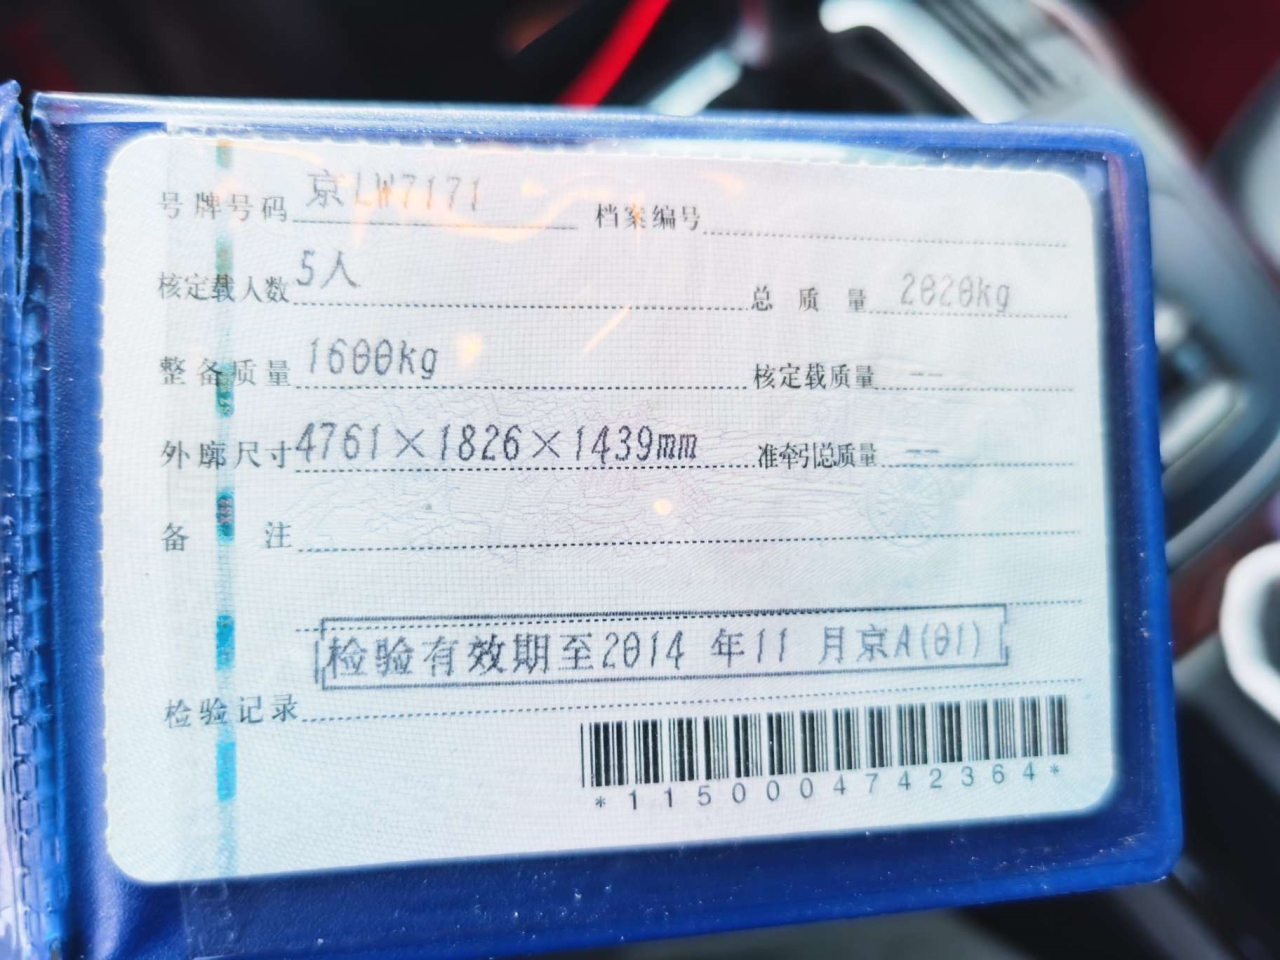 号牌号码 京LW7171 档案编号
核定载人数 5人 总质量 2020kg
整备质量 1600kg 核定载质量 --
外廓尺寸 4761×1826×1439mm 准牵引总质量 --
备注
检验有效期至2014 年11 月京A(01)
检验记录
*1150004742364*